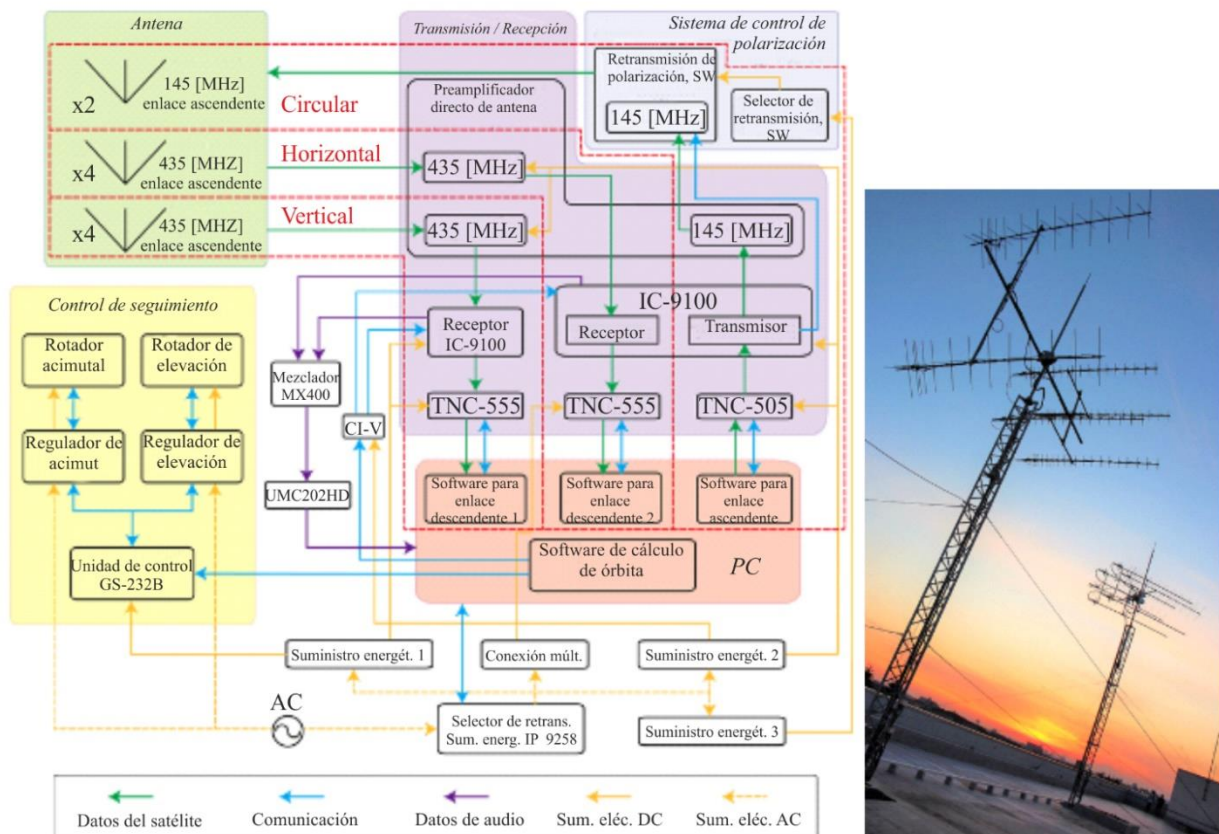 Antena
x2
145 [MHz]
enlace ascendente
Circular
x4
435 [MHZ]
enlace ascendente
Horizontal
x4
435 [MHz]
enlace ascendente
Vertical
Transmisión / Recepción
Preamplificador
directo de antena
435 [MHz]
435 [MHz]
145 [MHz]
Sistema de control de
polarización
Retransmisión de
polarización, SW
145 [MHz]
Selector de
retransmisión,
SW
IC-9100
Receptor
Transmisor
Receptor
IC-9100
TNC-555
TNC-555
TNC-505
Mezclador
MX400
CI-V
UMC202HD
Control de seguimiento
Rotador
acimutal
Rotador de
elevación
Regulador de
acimut
Regulador de
elevación
Unidad de control
GS-232B
Software para
enlace
descendente 1
Software para
enlace
descendente 2
Software para
enlace
ascendente
Software de cálculo
de órbita
PC
Suministro energét. 1
Conexión múlt.
Suministro energét. 2
AC
Selector de retrans.
Sum. energ. IP 9258
Suministro energét. 3
Datos del satélite
Comunicación
Datos de audio
Sum. eléc. DC
Sum. eléc. AC